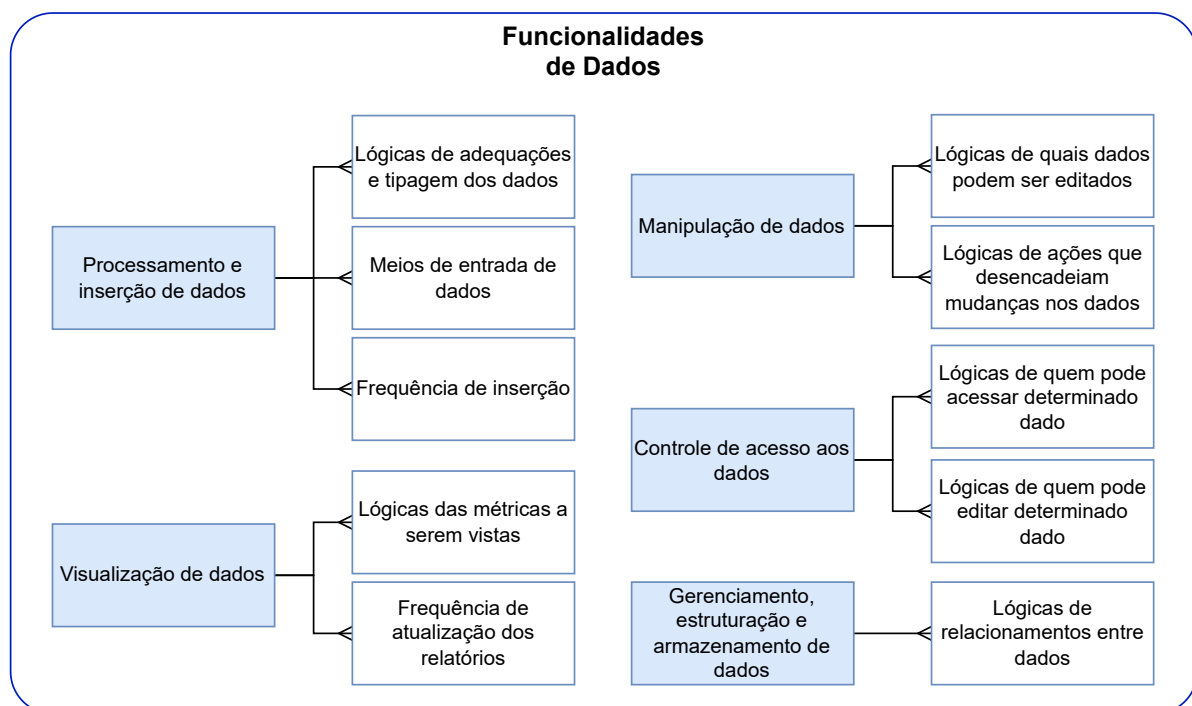 Funcionalidades
de Dados
Processamento e
inserção de dados
Lógicas de adequações
e tipagem dos dados
Meios de entrada de
dados
Frequência de inserção
Visualização de dados
Lógicas das métricas a
serem vistas
Frequência de
atualização dos
relatórios
Manipulação de dados
Lógicas de quais dados
podem ser editados
Lógicas de ações que
desencadeiam
mudanças nos dados
Controle de acesso aos
dados
Lógicas de quem pode
acessar determinado
dado
Lógicas de quem pode
editar determinado
dado
Gerenciamento,
estruturação e
armazenamento de
dados
Lógicas de
relacionamentos entre
dados